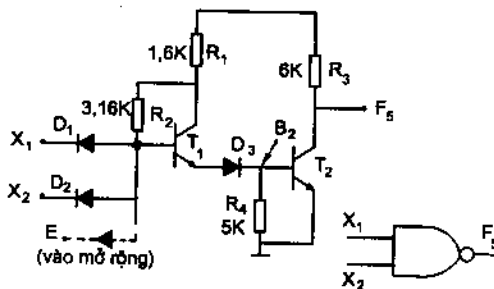 1,6K R₁
6K R₃
3,16K R₂
F₅
X₁ D₁
T₁ D₃ B₂
T₂
X₂ D₂
R₄
5K
E
(vào mở rộng)
X₁
X₂
F₅